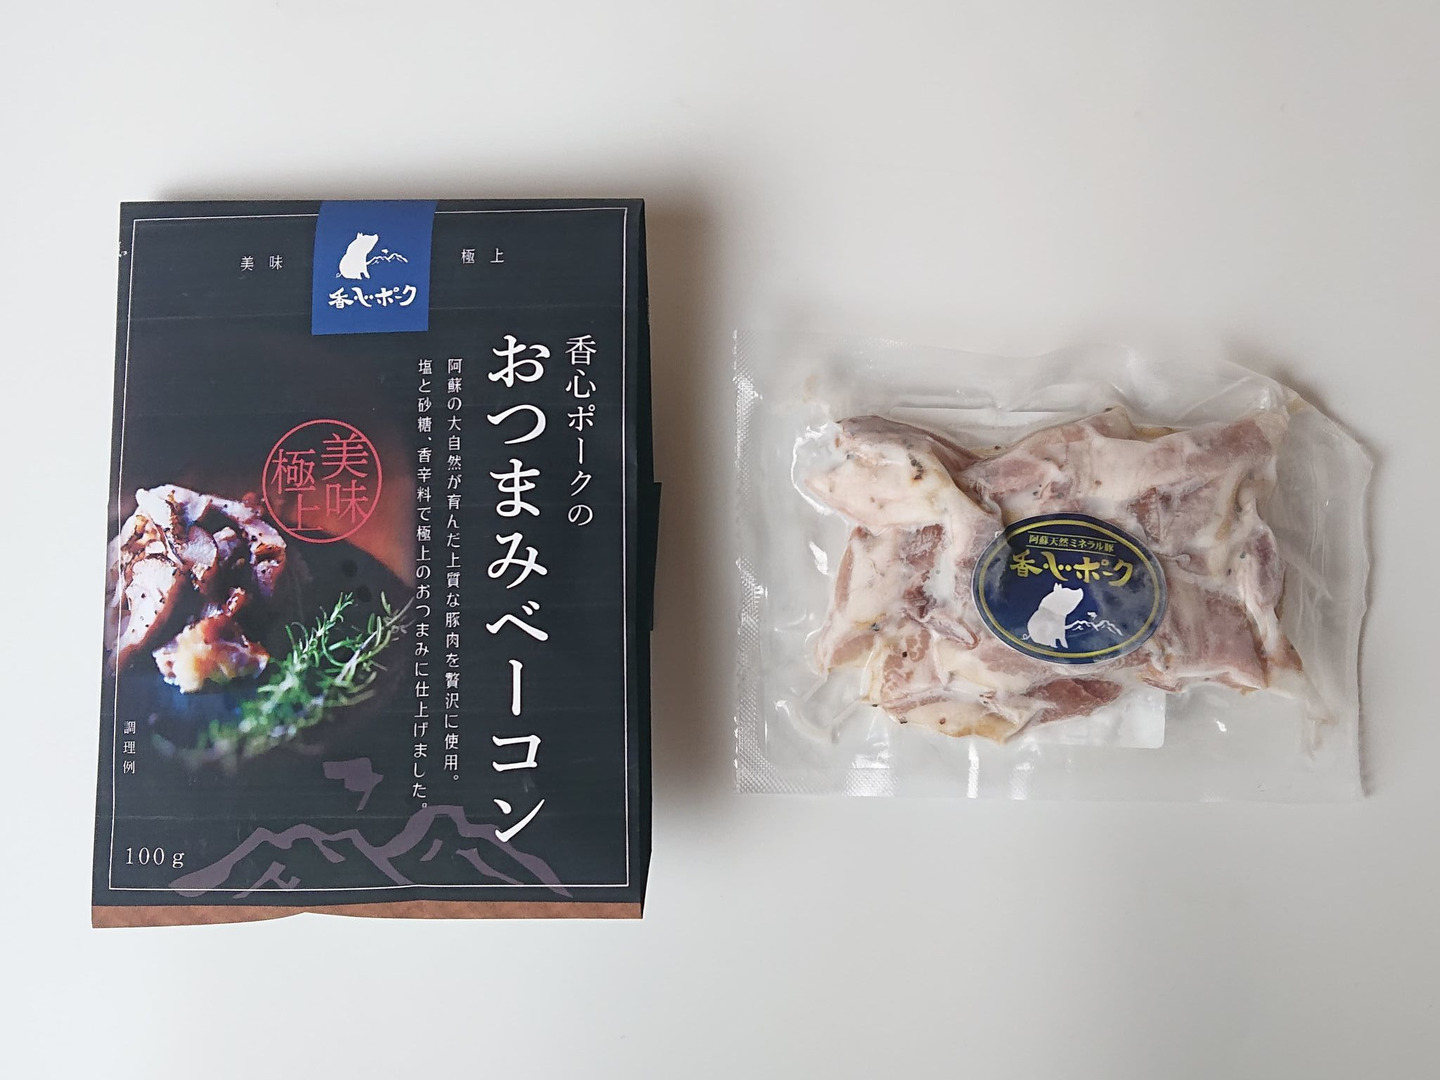 美味
極上
香心ポーク
香心ポークの
おつまみベーコン
阿蘇の大自然が育んだ上質な豚肉を贅沢に使用。
塩と砂糖、香辛料で極上のおつまみに仕上げました。
美味
極上
調理例
100g
阿蘇天然ミネラル豚
香心ポーク